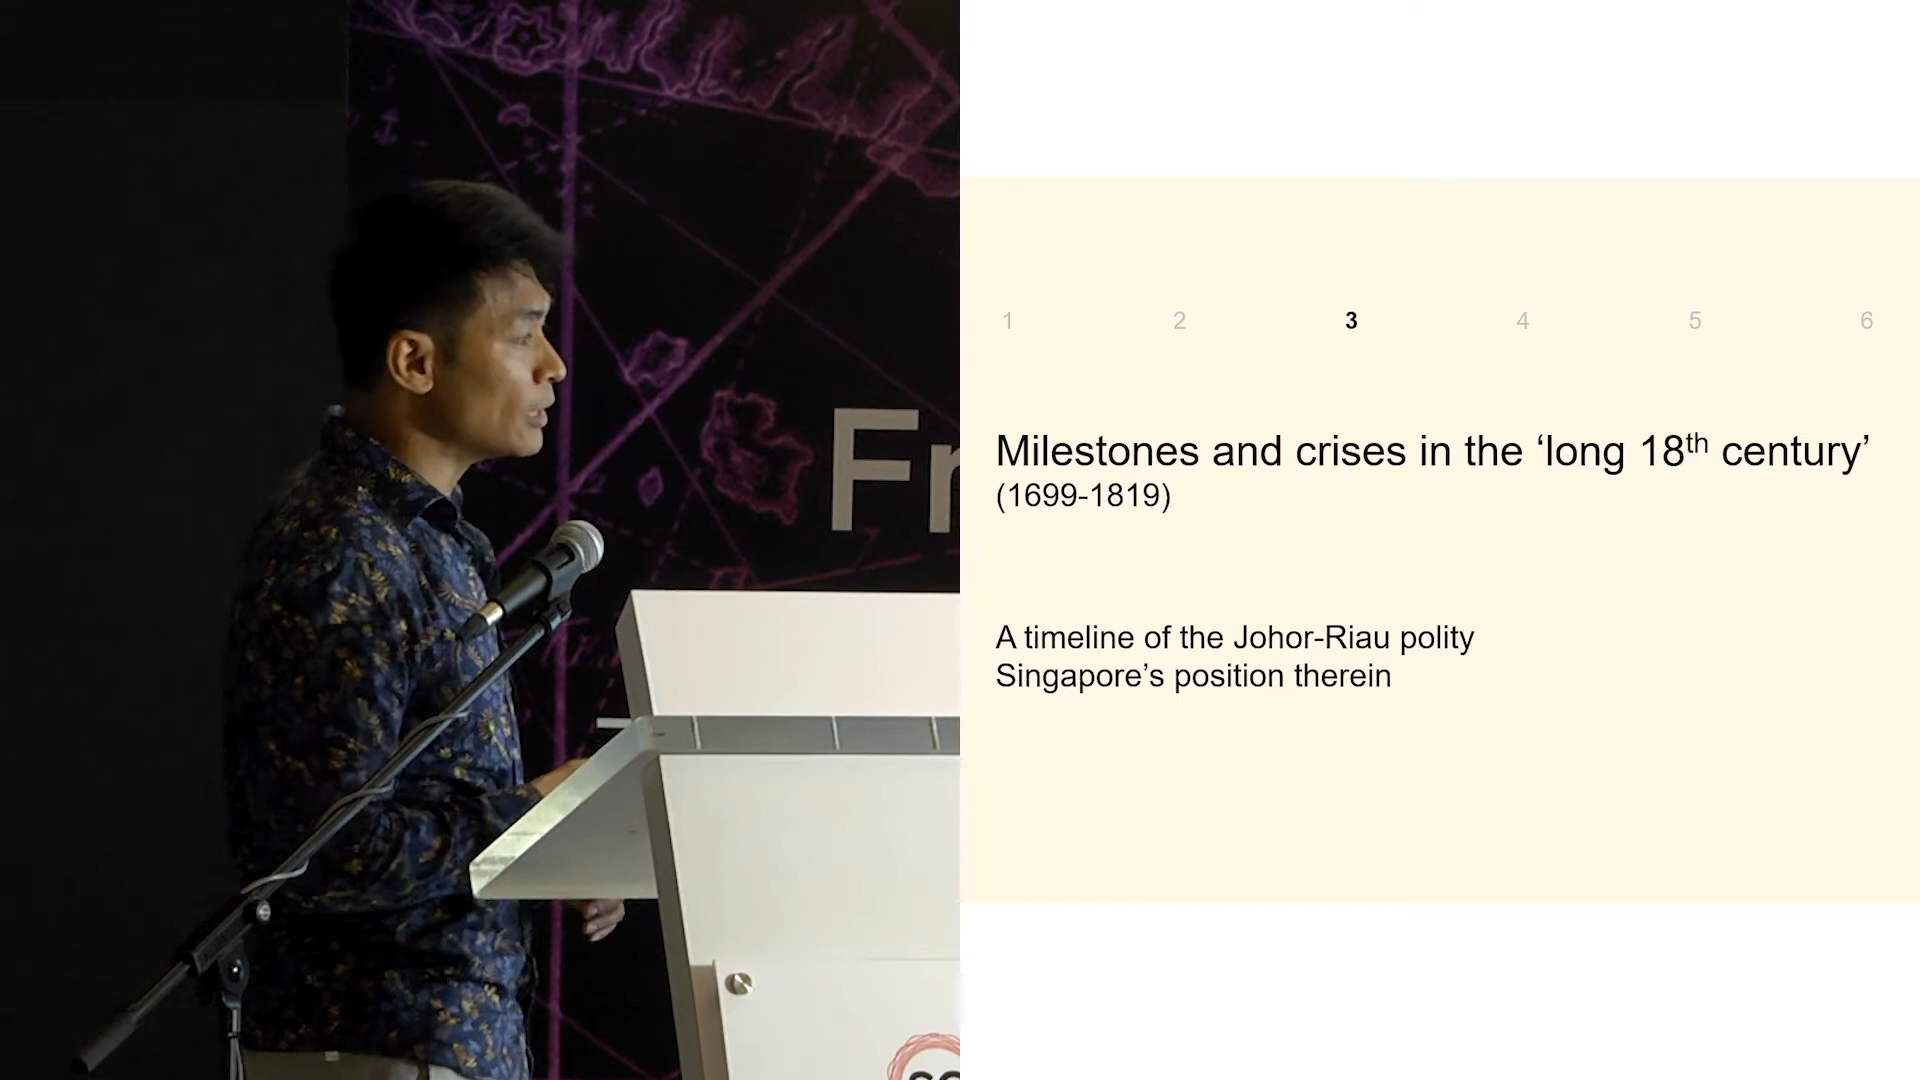 Fr
1 2 3 4 5 6
Milestones and crises in the ‘long 18th century’
(1699-1819)
A timeline of the Johor-Riau polity
Singapore’s position therein